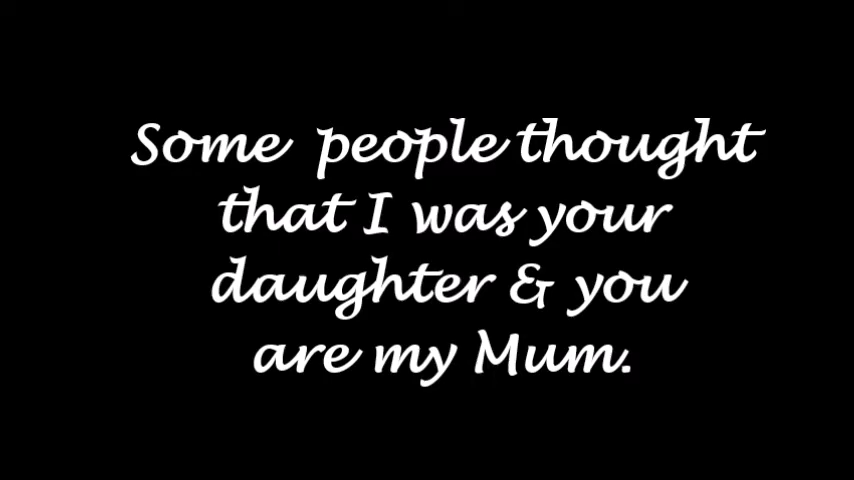 Some people thought
that I was your
daughter & you
are my Mum.